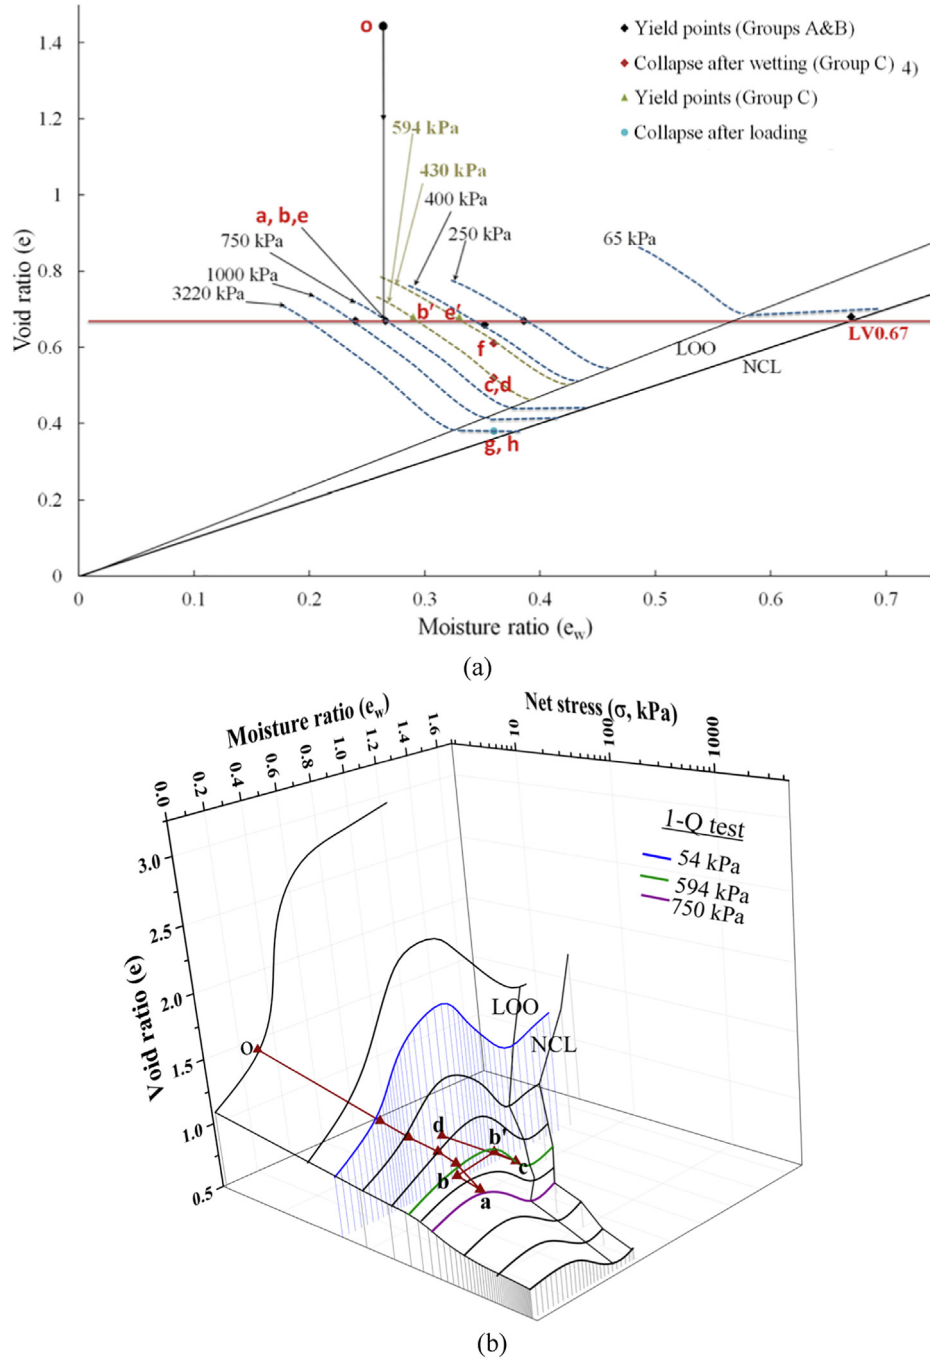 Yield points (Groups A&B)
Collapse after wetting (Group C) 4)
Yield points (Group C)
Collapse after loading
1.4
1.2
1
0.8
0.6
0.4
0.2
0
Void ratio (e)
o
594 kPa
430 kPa
400 kPa
250 kPa
65 kPa
a, b,e
750 kPa
1000 kPa
3220 kPa
b' e'
f
c,d
g, h
LOO
NCL
LV0.67
0 0.1 0.2 0.3 0.4 0.5 0.6 0.7
Moisture ratio (ew)
(a)
Moisture ratio (ew)
0.0 0.2 0.4 0.6 0.8 1.0 1.2 1.4 1.6
Net stress (σ, kPa)
10 100 1000
1-Q test
54 kPa
594 kPa
750 kPa
Void ratio (e)
3.0
2.5
2.0
1.5
1.0
0.5
O
LOO
NCL
d
b'
b
c
a
(b)